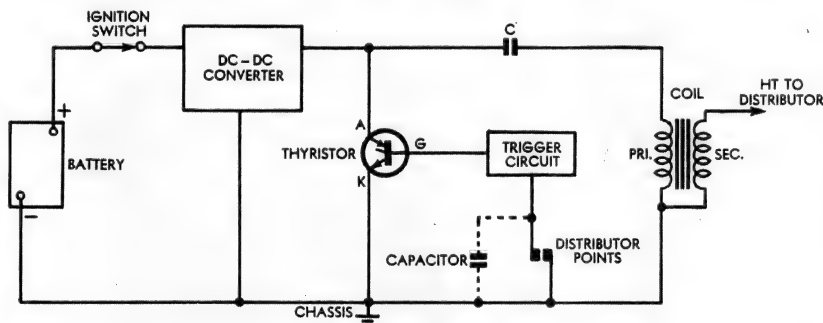 IGNITION
SWITCH
DC – DC
CONVERTER
C
COIL
HT TO
DISTRIBUTOR
+
BATTERY
A
THYRISTOR
G
TRIGGER
CIRCUIT
PRI.
SEC.
K
–
CAPACITOR
DISTRIBUTOR
POINTS
CHASSIS